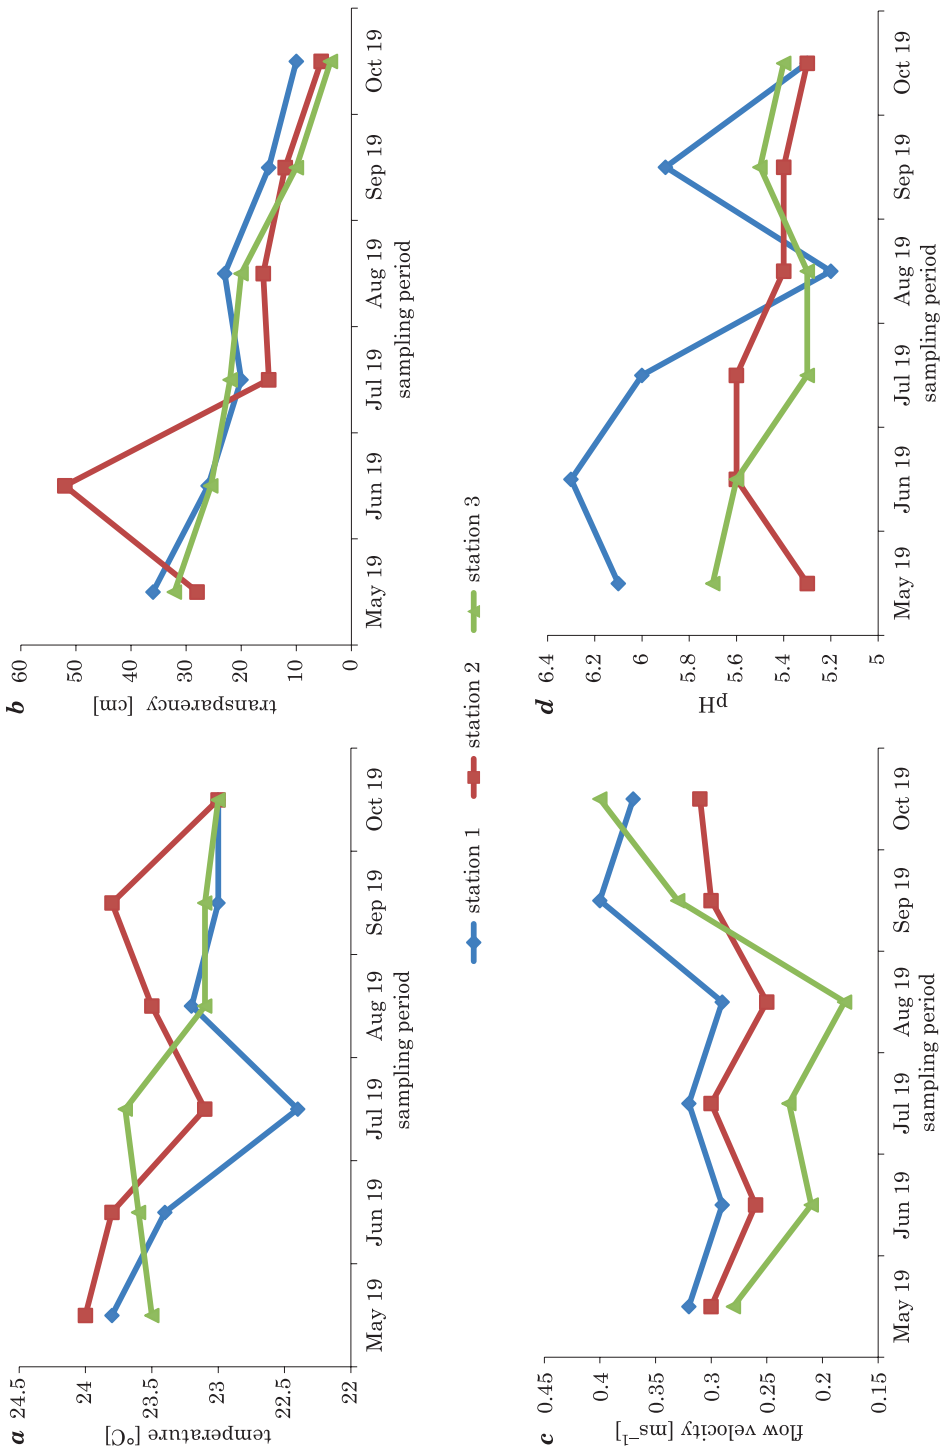 a
24.5
24
23.5
23
22.5
22
temperature [°C]
May 19 Jun 19 Jul 19 Aug 19 Sep 19 Oct 19
sampling period
b
60
50
40
30
20
10
0
transparency [cm]
May 19 Jun 19 Jul 19 Aug 19 Sep 19 Oct 19
sampling period
station 1 station 2 station 3
c
0.45
0.4
0.35
0.3
0.25
0.2
0.15
flow velocity [ms⁻¹]
May 19 Jun 19 Jul 19 Aug 19 Sep 19 Oct 19
sampling period
d
6.4
6.2
6
5.8
5.6
5.4
5.2
5
pH
May 19 Jun 19 Jul 19 Aug 19 Sep 19 Oct 19
sampling period